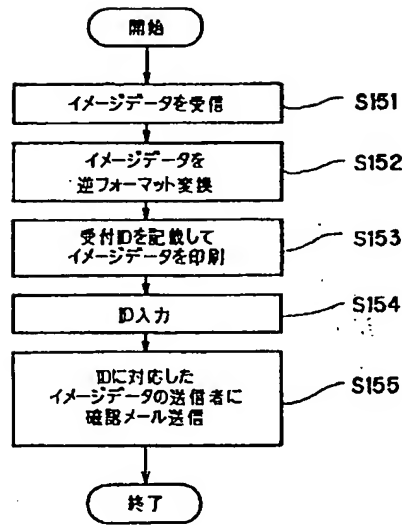 開始
イメージデータを受信
S151
イメージデータを
逆フォーマット変換
S152
受付IDを記載して
イメージデータを印刷
S153
ID入力
S154
IDに対応した
イメージデータの送信者に
確認メール送信
S155
終了